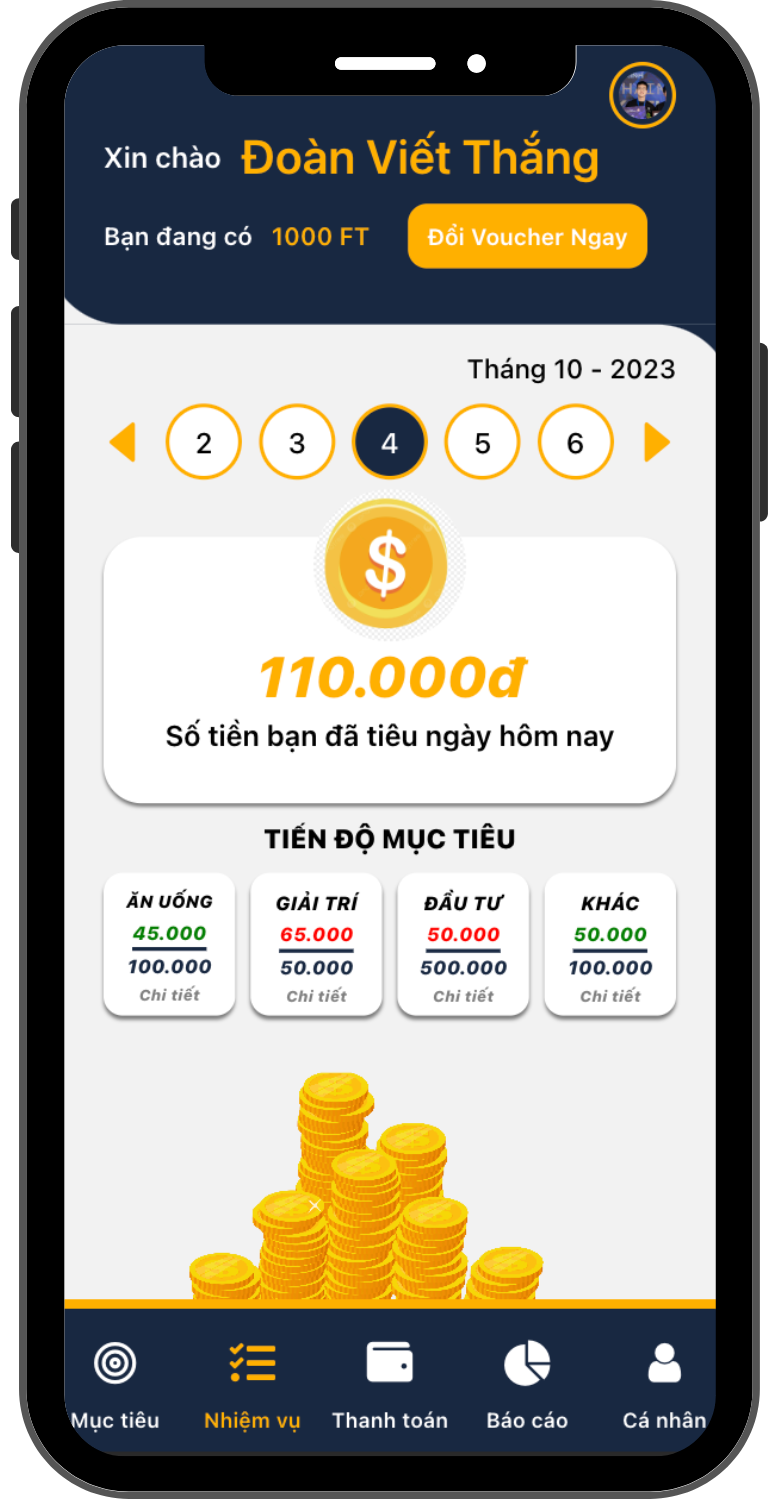 Xin chào Đoàn Viết Thắng
Bạn đang có 1000 FT Đổi Voucher Ngay
Tháng 10 - 2023
2 3 4 5 6
$
110.000đ
Số tiền bạn đã tiêu ngày hôm nay
TIẾN ĐỘ MỤC TIÊU
ĂN UỐNG
45.000
100.000
Chi tiết
GIẢI TRÍ
65.000
50.000
Chi tiết
ĐẦU TƯ
50.000
500.000
Chi tiết
KHÁC
50.000
100.000
Chi tiết
Mục tiêu Nhiệm vụ Thanh toán Báo cáo Cá nhân